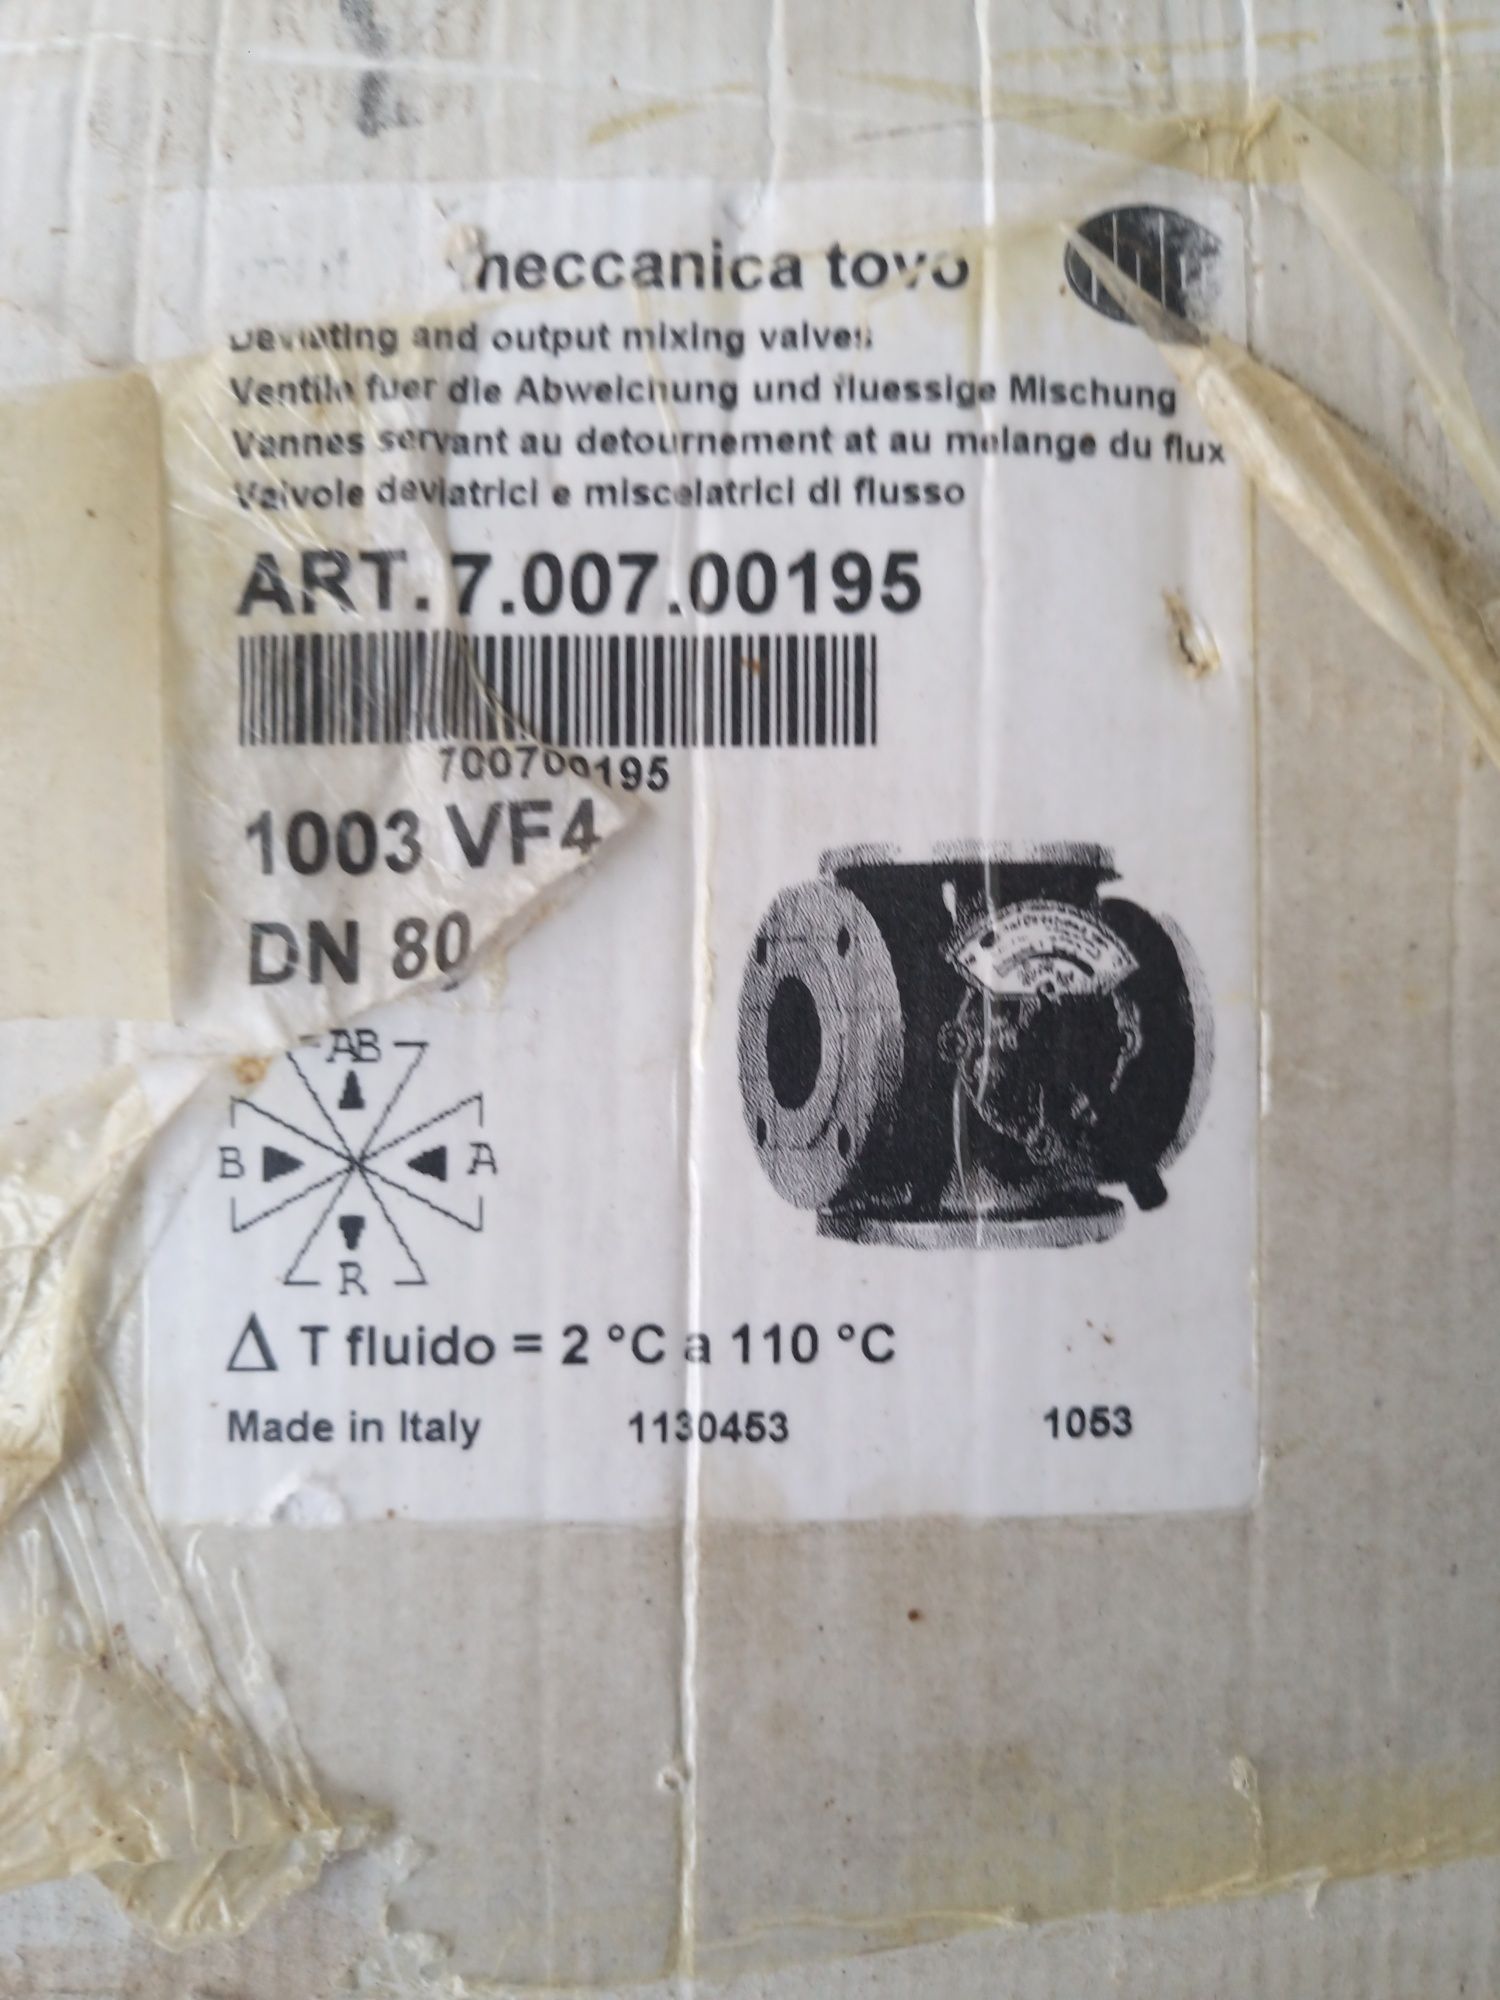 meccanica tovo
Deviating and output mixing valves
Ventile fuer die Abweichung und fluessige Mischung
Vannes servant au detournement at au melange du flux
Valvole deviatrici e miscelatrici di flusso
ART. 7.007.00195
700700195
1003 VF4
DN 80
AB
B A
R
Δ T fluido = 2 °C a 110 °C
Made in Italy 1130453 1053